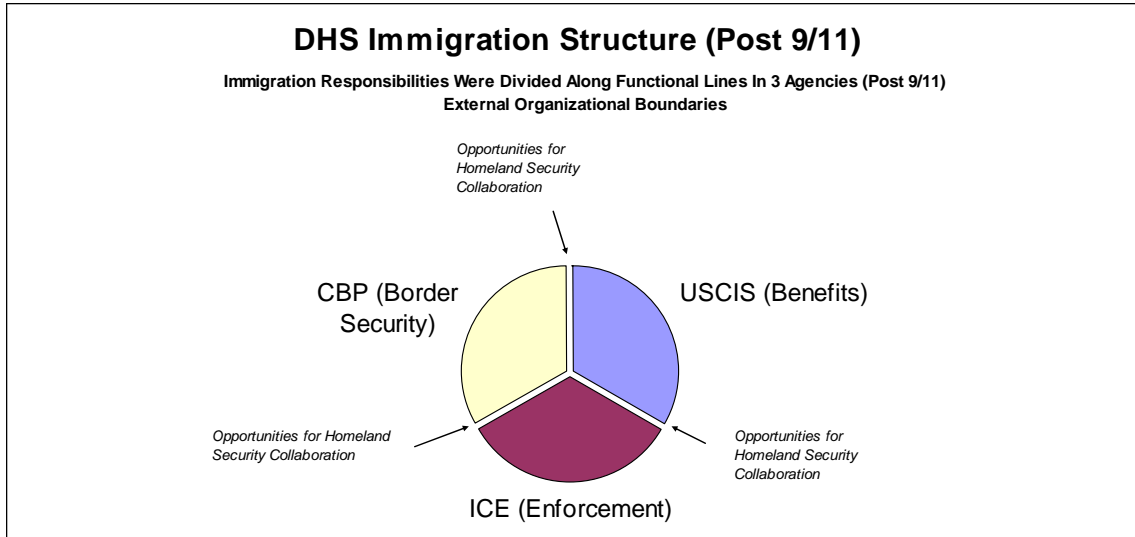 DHS Immigration Structure (Post 9/11)
Immigration Responsibilities Were Divided Along Functional Lines In 3 Agencies (Post 9/11)
External Organizational Boundaries
Opportunities for
Homeland Security
Collaboration
CBP (Border
Security)
USCIS (Benefits)
Opportunities for Homeland
Security Collaboration
Opportunities for
Homeland Security
Collaboration
ICE (Enforcement)